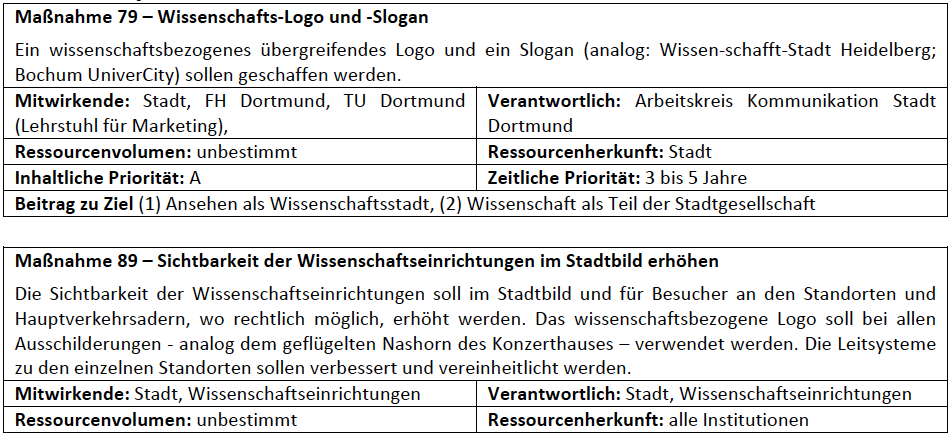 Maßnahme 79 – Wissenschafts-Logo und -Slogan
Ein wissenschaftsbezogenes übergreifendes Logo und ein Slogan (analog: Wissen-schafft-Stadt Heidelberg;
Bochum UniverCity) sollen geschaffen werden.
Mitwirkende: Stadt, FH Dortmund, TU Dortmund
(Lehrstuhl für Marketing),
Verantwortlich: Arbeitskreis Kommunikation Stadt
Dortmund
Ressourcenvolumen: unbestimmt
Ressourcenherkunft: Stadt
Inhaltliche Priorität: A
Zeitliche Priorität: 3 bis 5 Jahre
Beitrag zu Ziel (1) Ansehen als Wissenschaftsstadt, (2) Wissenschaft als Teil der Stadtgesellschaft
Maßnahme 89 – Sichtbarkeit der Wissenschaftseinrichtungen im Stadtbild erhöhen
Die Sichtbarkeit der Wissenschaftseinrichtungen soll im Stadtbild und für Besucher an den Standorten und
Hauptverkehrsadern, wo rechtlich möglich, erhöht werden. Das wissenschaftsbezogene Logo soll bei allen
Ausschilderungen - analog dem geflügelten Nashorn des Konzerthauses – verwendet werden. Die Leitsysteme
zu den einzelnen Standorten sollen verbessert und vereinheitlicht werden.
Mitwirkende: Stadt, Wissenschaftseinrichtungen
Verantwortlich: Stadt, Wissenschaftseinrichtungen
Ressourcenvolumen: unbestimmt
Ressourcenherkunft: alle Institutionen